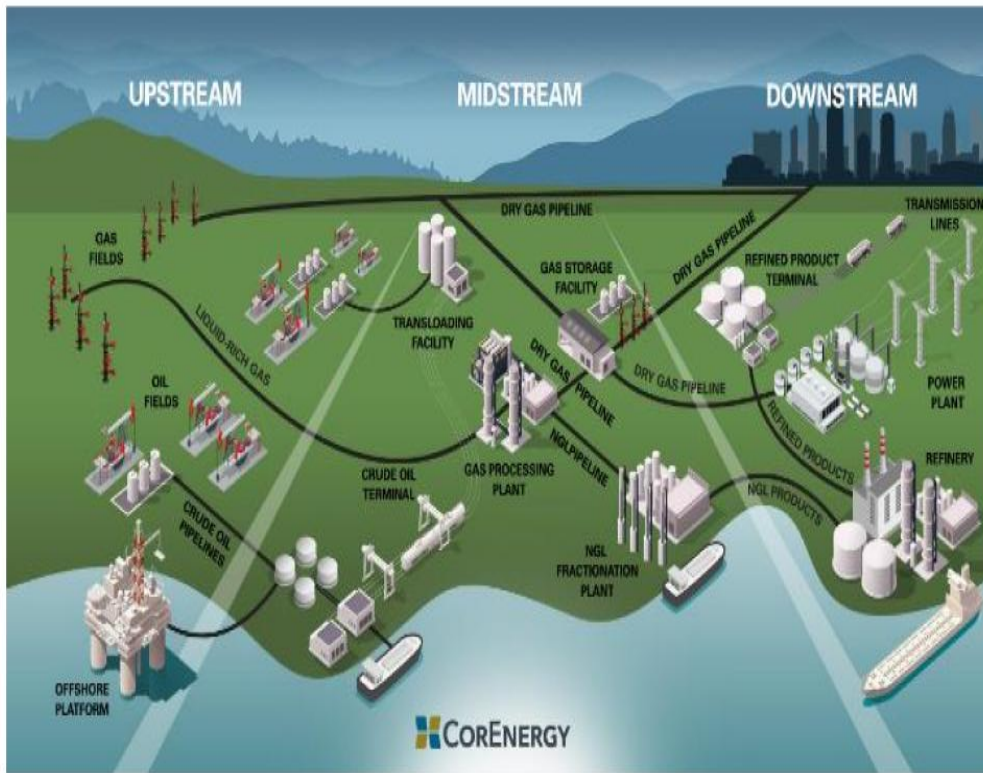 UPSTREAM
MIDSTREAM
DOWNSTREAM
DRY GAS PIPELINE
TRANSMISSION
LINES
GAS
FIELDS
DRY GAS PIPELINE
REFINED PRODUCT
TERMINAL
GAS STORAGE
FACILITY
LIQUID-RICH GAS
TRANSLOADING
FACILITY
DRY GAS PIPELINE
DRY GAS PIPELINE
POWER
PLANT
OIL
FIELDS
REFINED PRODUCTS
REFINERY
CRUDE OIL
TERMINAL
GAS PROCESSING
PLANT
NGLPIPELINE
NGL PRODUCTS
CRUDE OIL
PIPELINES
NGL
FRACTIONATION
PLANT
OFFSHORE
PLATFORM
CORENERGY